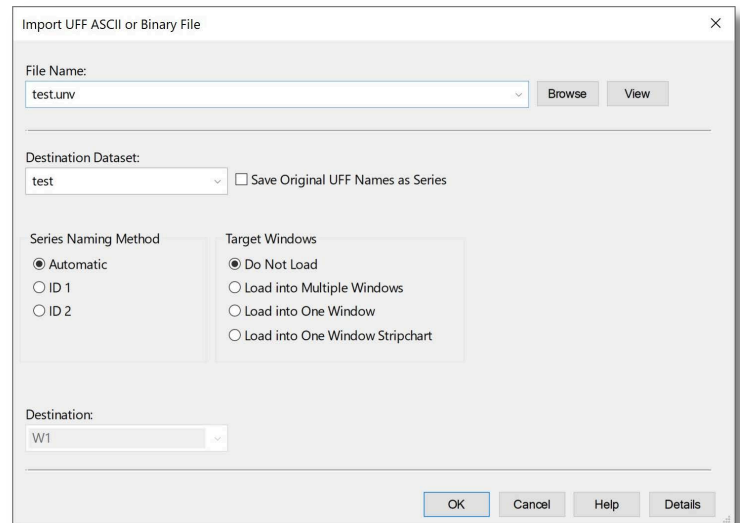 Import UFF ASCII or Binary File
File Name:
test.unv
Browse
View
Destination Dataset:
test
Save Original UFF Names as Series
Series Naming Method
Automatic
ID 1
ID 2
Target Windows
Do Not Load
Load into Multiple Windows
Load into One Window
Load into One Window Stripchart
Destination:
W1
OK
Cancel
Help
Details